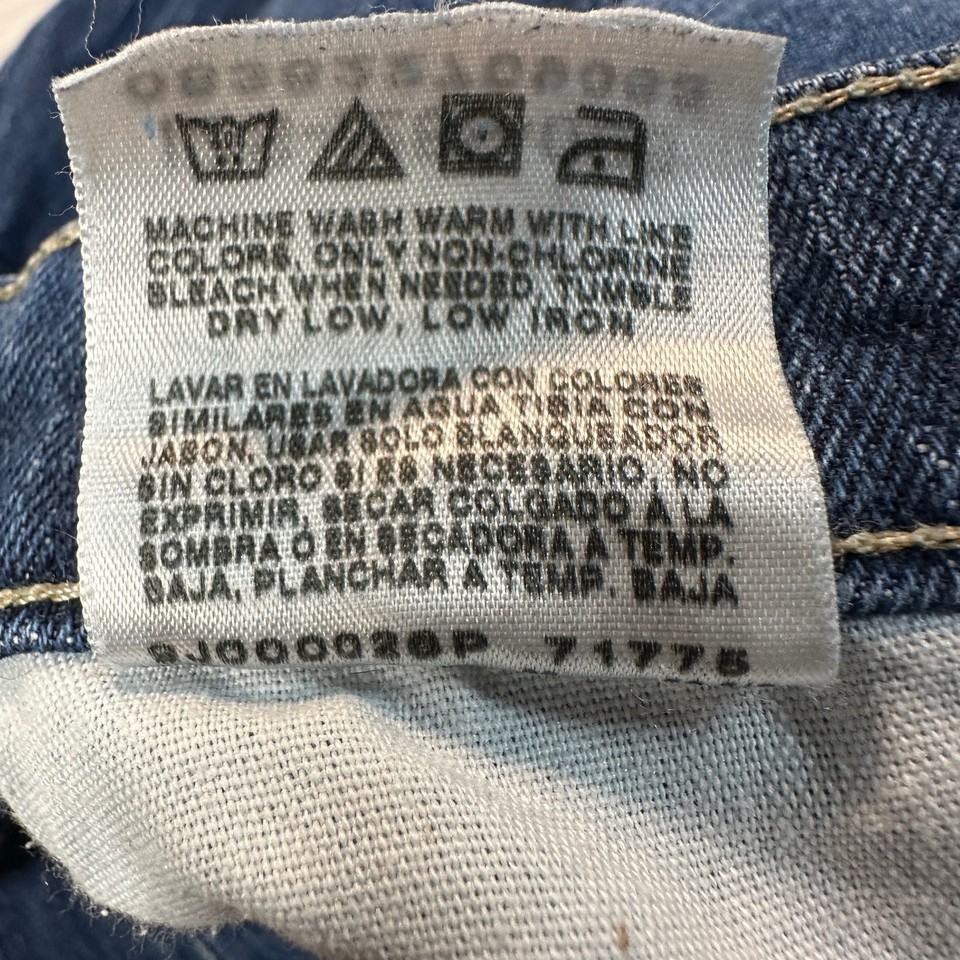 MACHINE WASH WARM WITH LIKE
COLORS, ONLY NON-CHLORINE
BLEACH WHEN NEEDED, TUMBLE
DRY LOW, LOW IRON
LAVAR EN LAVADORA CON COLORES
SIMILARES EN AGUA TIBIA CON
JABON, USAR SOLO BLANQUEADOR
SIN CLORO SI ES NECESARIO, NO
EXPRIMIR, SECAR COLGADO A LA
SOMBRA O EN SECADORA A TEMP.
BAJA, PLANCHAR A TEMP. BAJA
71775